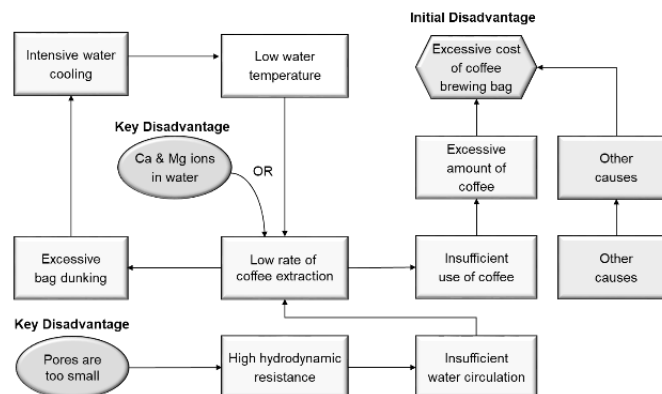 Initial Disadvantage
Intensive water
cooling
Low water
temperature
Excessive cost
of coffee
brewing bag
Key Disadvantage
Ca & Mg ions
in water
OR
Excessive
amount of
coffee
Other
causes
Excessive
bag dunking
Low rate of
coffee extraction
Insufficient
use of coffee
Other
causes
Key Disadvantage
Pores are
too small
High hydrodynamic
resistance
Insufficient
water circulation